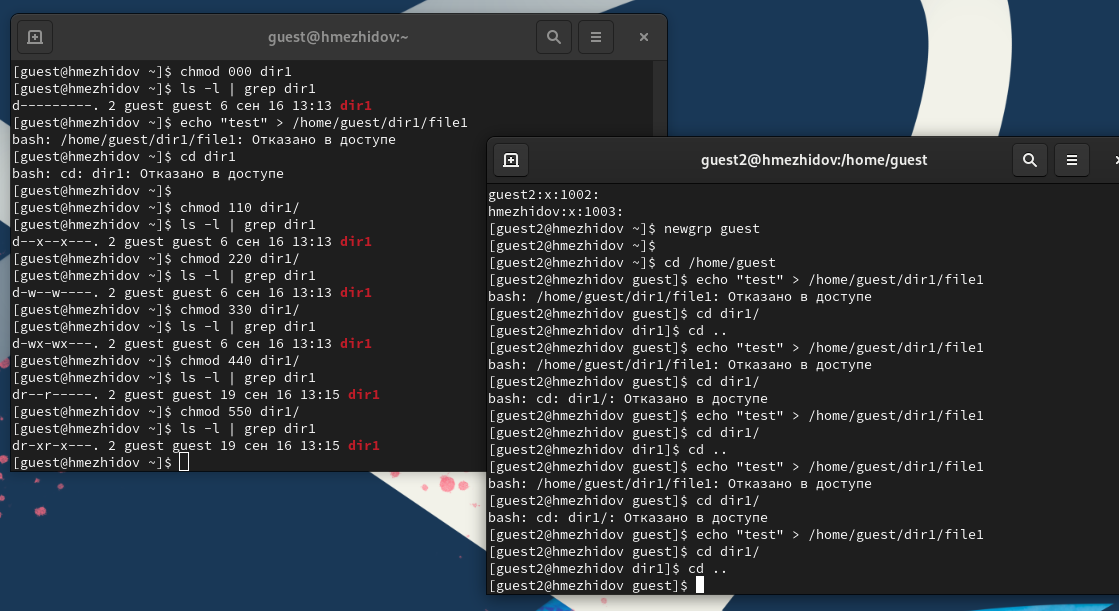 guest@hmezhidov:~
[guest@hmezhidov ~]$ chmod 000 dir1
[guest@hmezhidov ~]$ ls -l | grep dir1
d---------. 2 guest guest 6 сен 16 13:13 dir1
[guest@hmezhidov ~]$ echo "test" > /home/guest/dir1/file1
bash: /home/guest/dir1/file1: Отказано в доступе
[guest@hmezhidov ~]$ cd dir1
bash: cd: dir1: Отказано в доступе
[guest@hmezhidov ~]$
[guest@hmezhidov ~]$ chmod 110 dir1/
[guest@hmezhidov ~]$ ls -l | grep dir1
d--x--x---. 2 guest guest 6 сен 16 13:13 dir1
[guest@hmezhidov ~]$ chmod 220 dir1/
[guest@hmezhidov ~]$ ls -l | grep dir1
d-w--w----. 2 guest guest 6 сен 16 13:13 dir1
[guest@hmezhidov ~]$ chmod 330 dir1/
[guest@hmezhidov ~]$ ls -l | grep dir1
d-wx-wx---. 2 guest guest 6 сен 16 13:13 dir1
[guest@hmezhidov ~]$ chmod 440 dir1/
[guest@hmezhidov ~]$ ls -l | grep dir1
dr--r-----. 2 guest guest 19 сен 16 13:15 dir1
[guest@hmezhidov ~]$ chmod 550 dir1/
[guest@hmezhidov ~]$ ls -l | grep dir1
dr-xr-x---. 2 guest guest 19 сен 16 13:15 dir1
[guest@hmezhidov ~]$
guest2@hmezhidov:/home/guest
guest2:x:1002:
hmezhidov:x:1003:
[guest2@hmezhidov ~]$ newgrp guest
[guest2@hmezhidov ~]$
[guest2@hmezhidov ~]$ cd /home/guest
[guest2@hmezhidov guest]$ echo "test" > /home/guest/dir1/file1
bash: /home/guest/dir1/file1: Отказано в доступе
[guest2@hmezhidov guest]$ cd dir1/
[guest2@hmezhidov dir1]$ cd ..
[guest2@hmezhidov guest]$ echo "test" > /home/guest/dir1/file1
bash: /home/guest/dir1/file1: Отказано в доступе
[guest2@hmezhidov guest]$ cd dir1/
bash: cd: dir1/: Отказано в доступе
[guest2@hmezhidov guest]$ echo "test" > /home/guest/dir1/file1
[guest2@hmezhidov guest]$ cd dir1/
[guest2@hmezhidov dir1]$ cd ..
[guest2@hmezhidov guest]$ echo "test" > /home/guest/dir1/file1
bash: /home/guest/dir1/file1: Отказано в доступе
[guest2@hmezhidov guest]$ cd dir1/
bash: cd: dir1/: Отказано в доступе
[guest2@hmezhidov guest]$ echo "test" > /home/guest/dir1/file1
[guest2@hmezhidov guest]$ cd dir1/
[guest2@hmezhidov dir1]$ cd ..
[guest2@hmezhidov guest]$